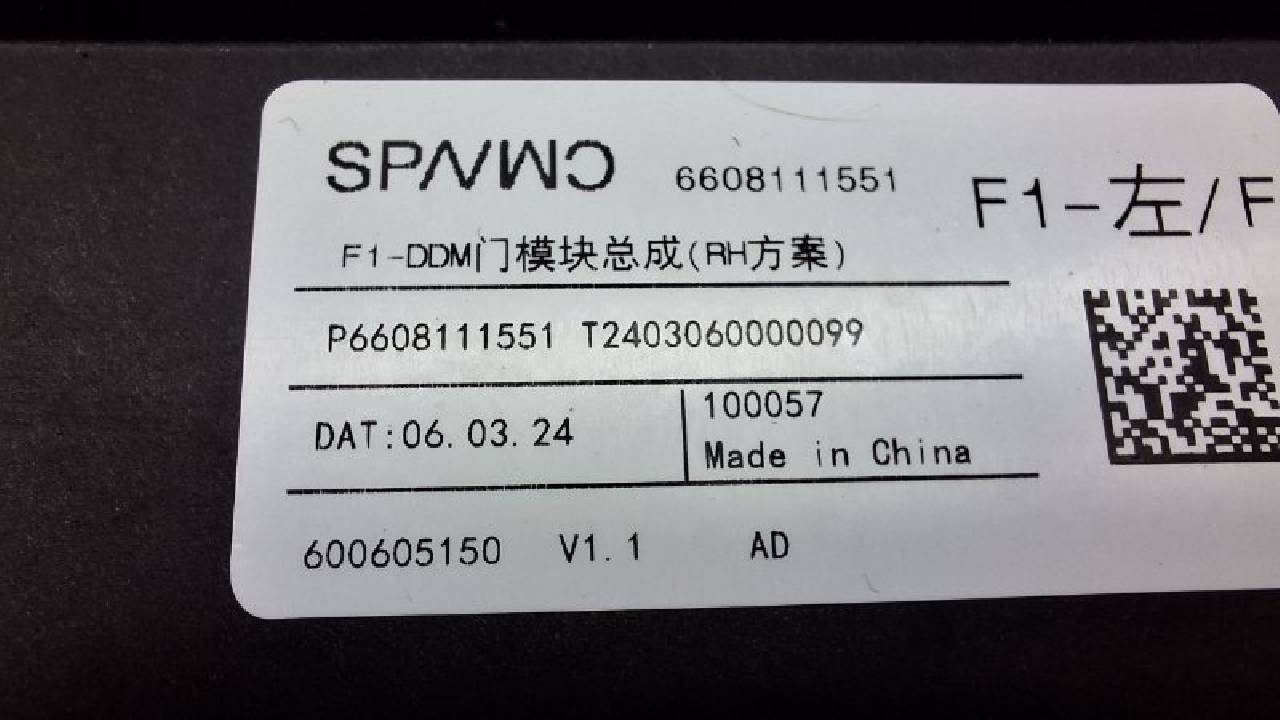 SPΛVWC 6608111551
F1-左/F
F1-DDM门模块总成(RH方案)
P6608111551 T2403060000099
DAT:06.03.24
100057
Made in China
600605150 V1.1 AD